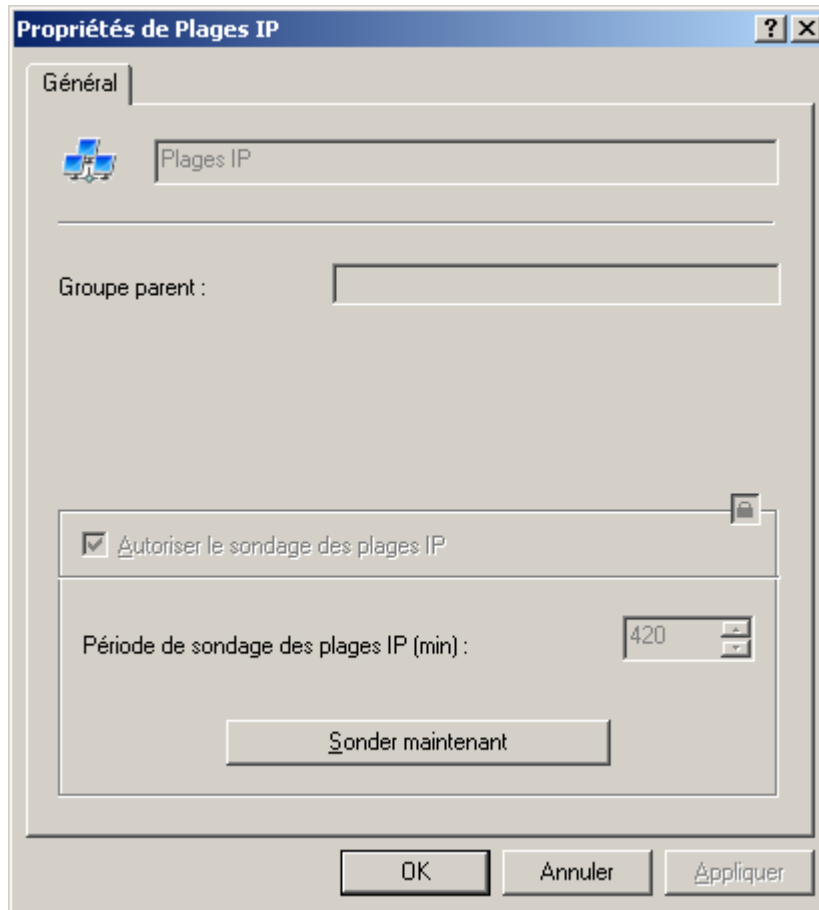 Propriétés de Plages IP
Général
Plages IP
Groupe parent :
Autoriser le sondage des plages IP
Période de sondage des plages IP (min) : 420
Sonder maintenant
OK Annuler Appliquer